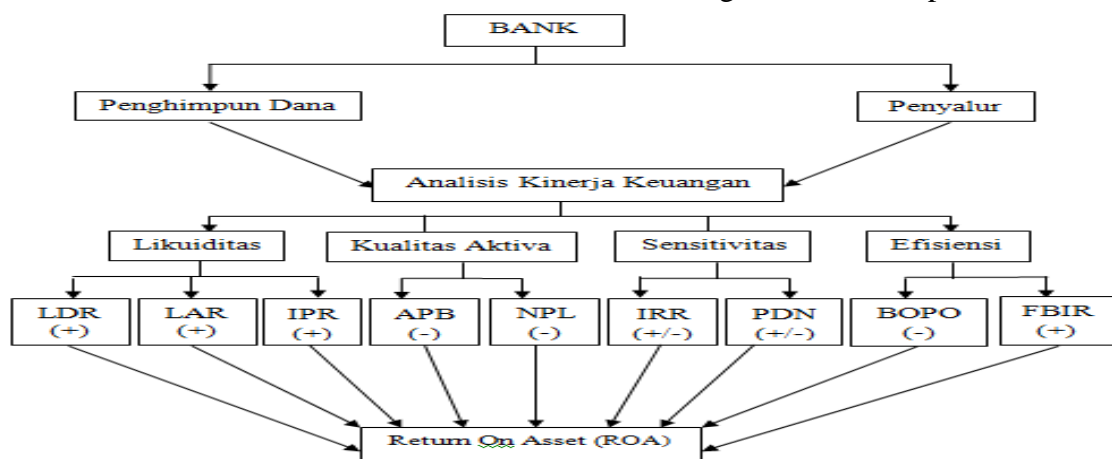 BANK
Penghimpun Dana
Penyalur
Analisis Kinerja Keuangan
Likuiditas
Kualitas Aktiva
Sensitivitas
Efisiensi
LDR
(+)
LAR
(+)
IPR
(+)
APB
(-)
NPL
(-)
IRR
(+/-)
PDN
(+/-)
BOPO
(-)
FBIR
(+)
Return On Asset (ROA)